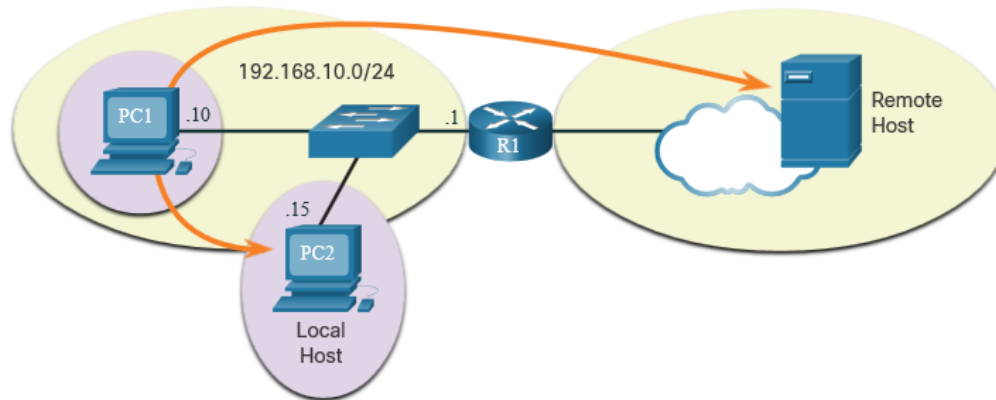 192.168.10.0/24
PC1
.10
.1
R1
Remote
Host
.15
PC2
Local
Host